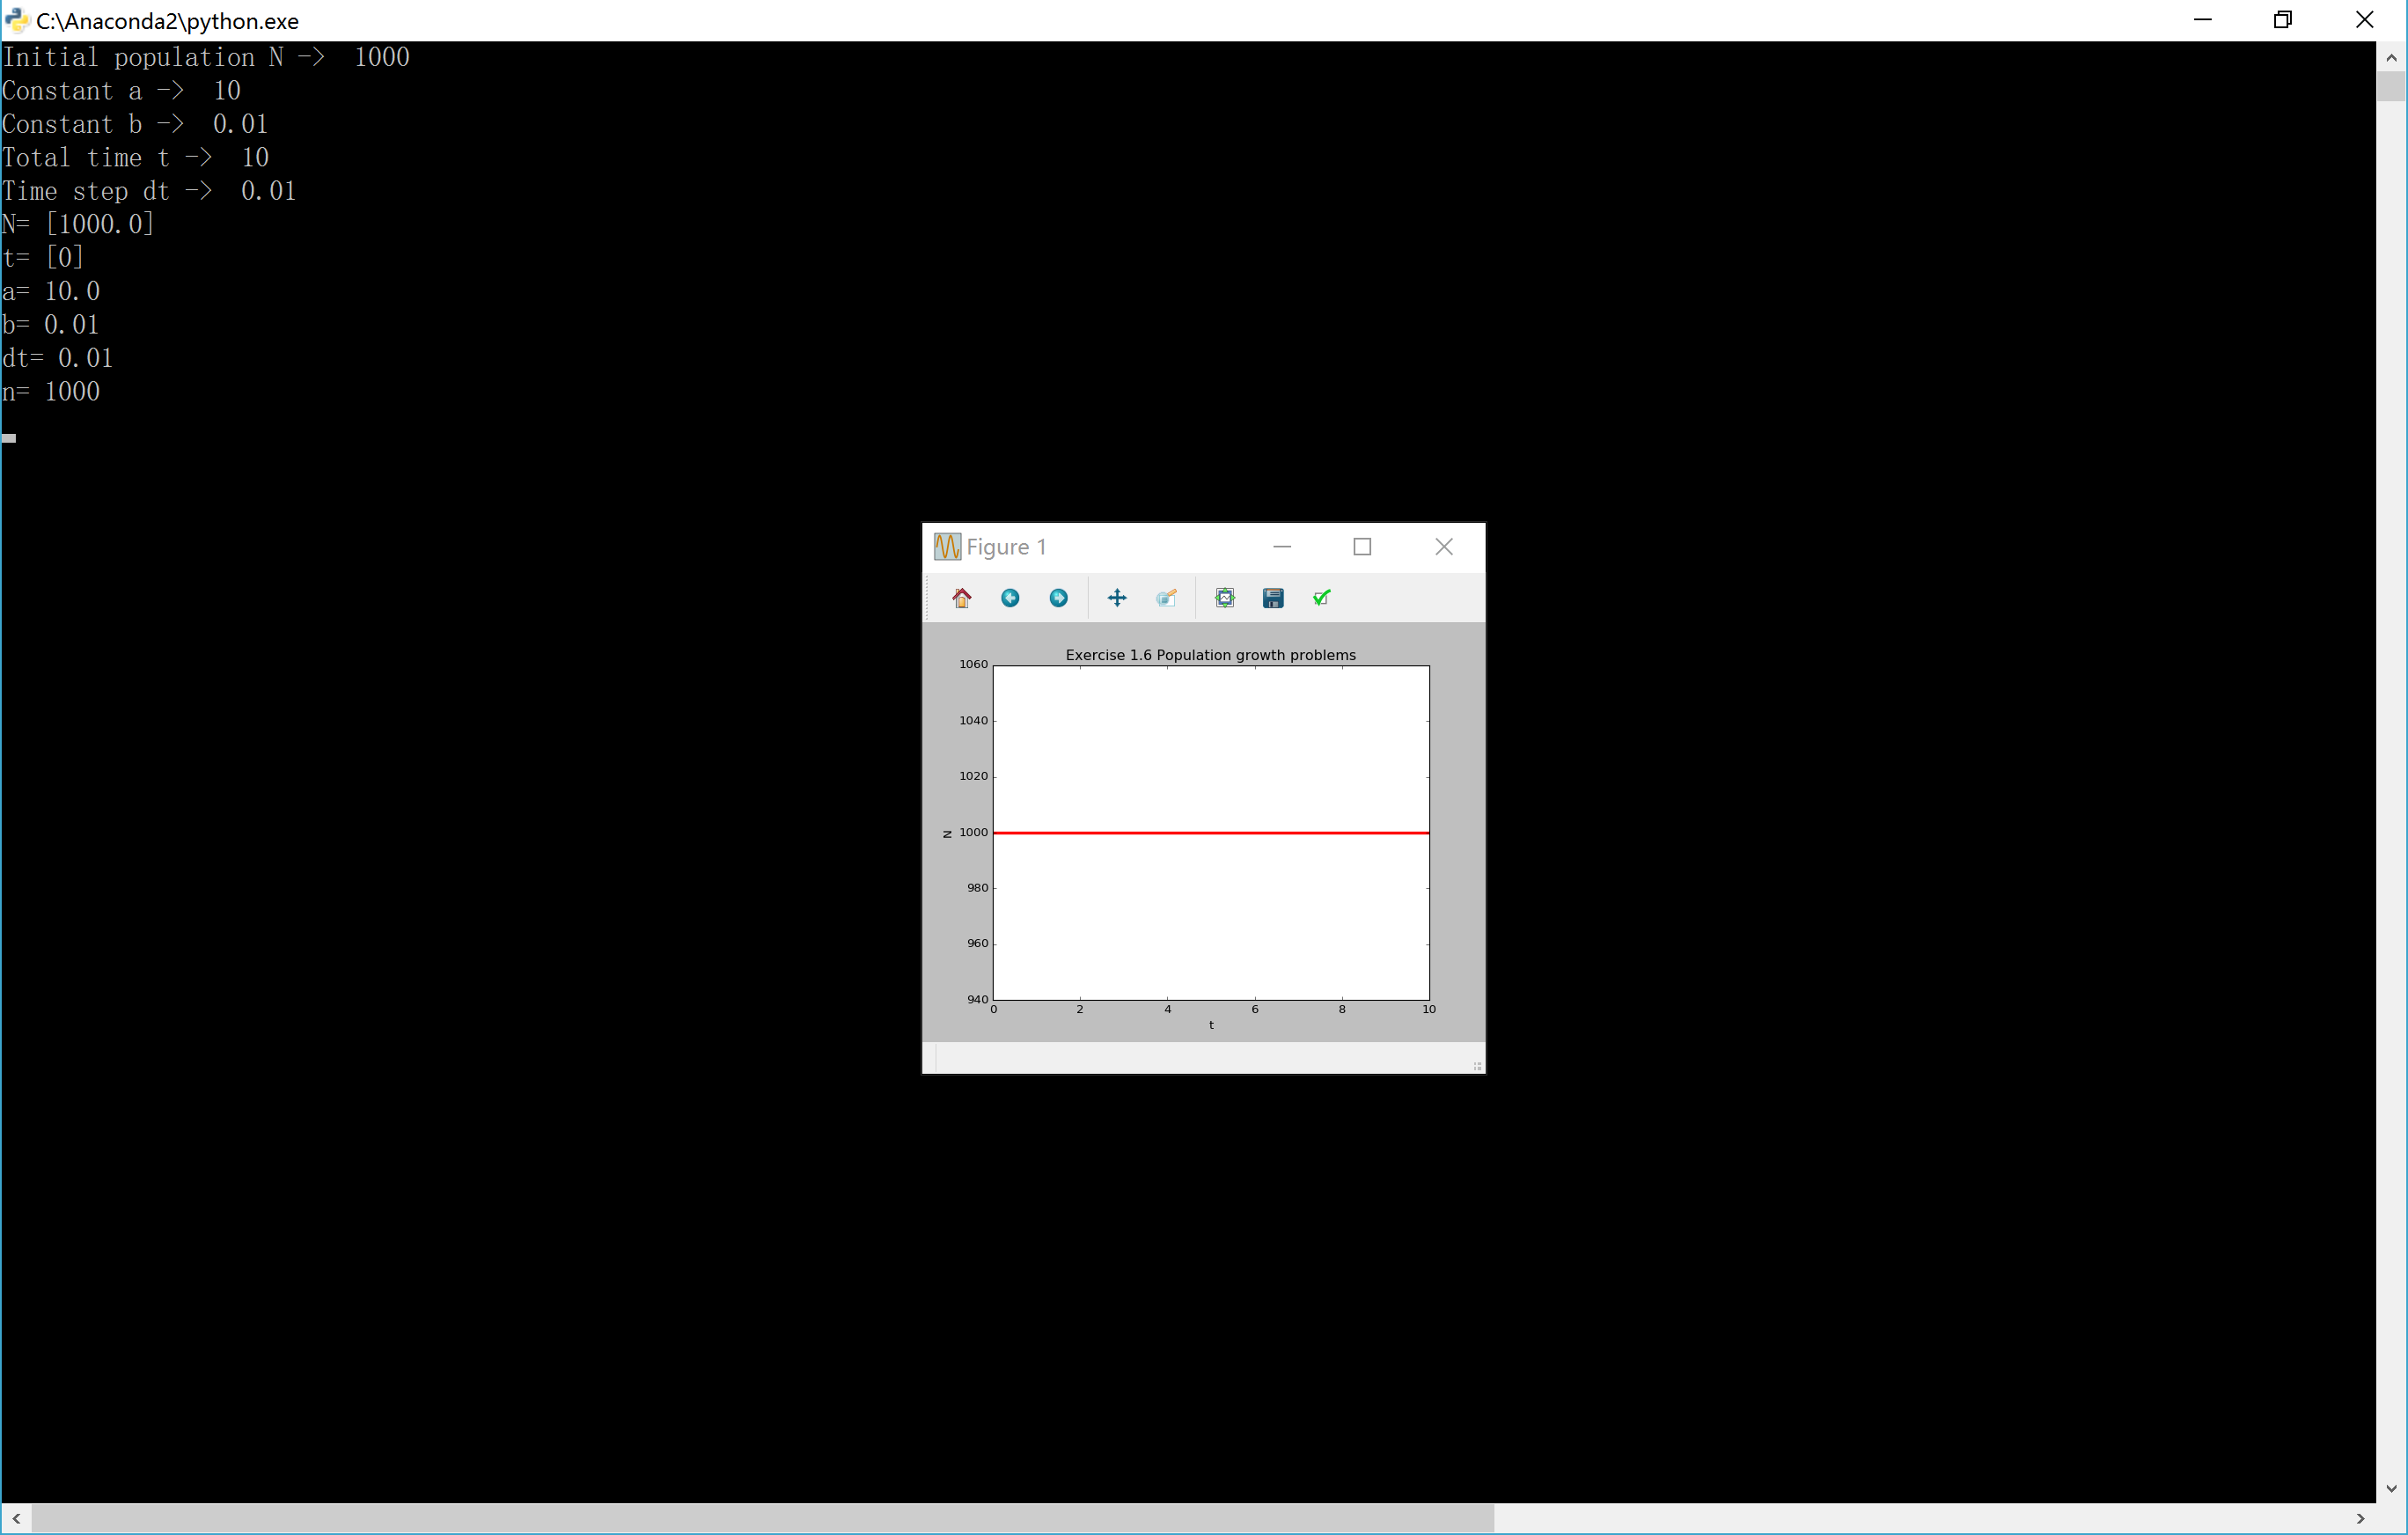 C:\Anaconda2\python.exe
Initial population N ->  1000
Constant a ->  10
Constant b ->  0.01
Total time t ->  10
Time step dt ->  0.01
N= [1000.0]
t= [0]
a= 10.0
b= 0.01
dt= 0.01
n= 1000
Figure 1
Exercise 1.6 Population growth problems
1060
1040
1020
N 1000
980
960
940
0 2 4 6 8 10
t